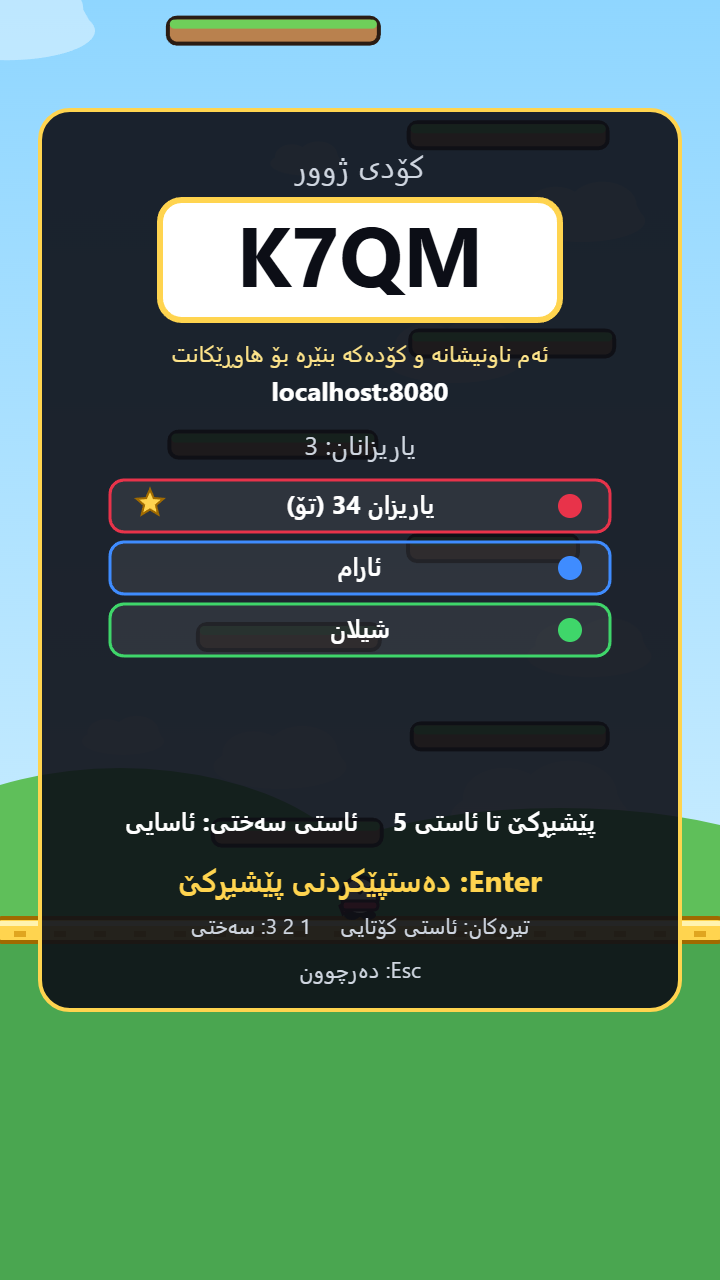 کۆدی ژوور
K7QM
ئەم ناونیشانە و کۆدەکە بنێرە بۆ هاوڕێکانت
localhost:8080
یاریزانان: 3
یاریزان 34 (تۆ)
ئارام
شیلان
پێشبڕکێ تا ئاستی 5 ئاستی سەختی: ئاسایی
Enter: دەستپێکردنی پێشبڕکێ
تیرەکان: ئاستی کۆتایی 1 2 3: سەختی
Esc: دەرچوون